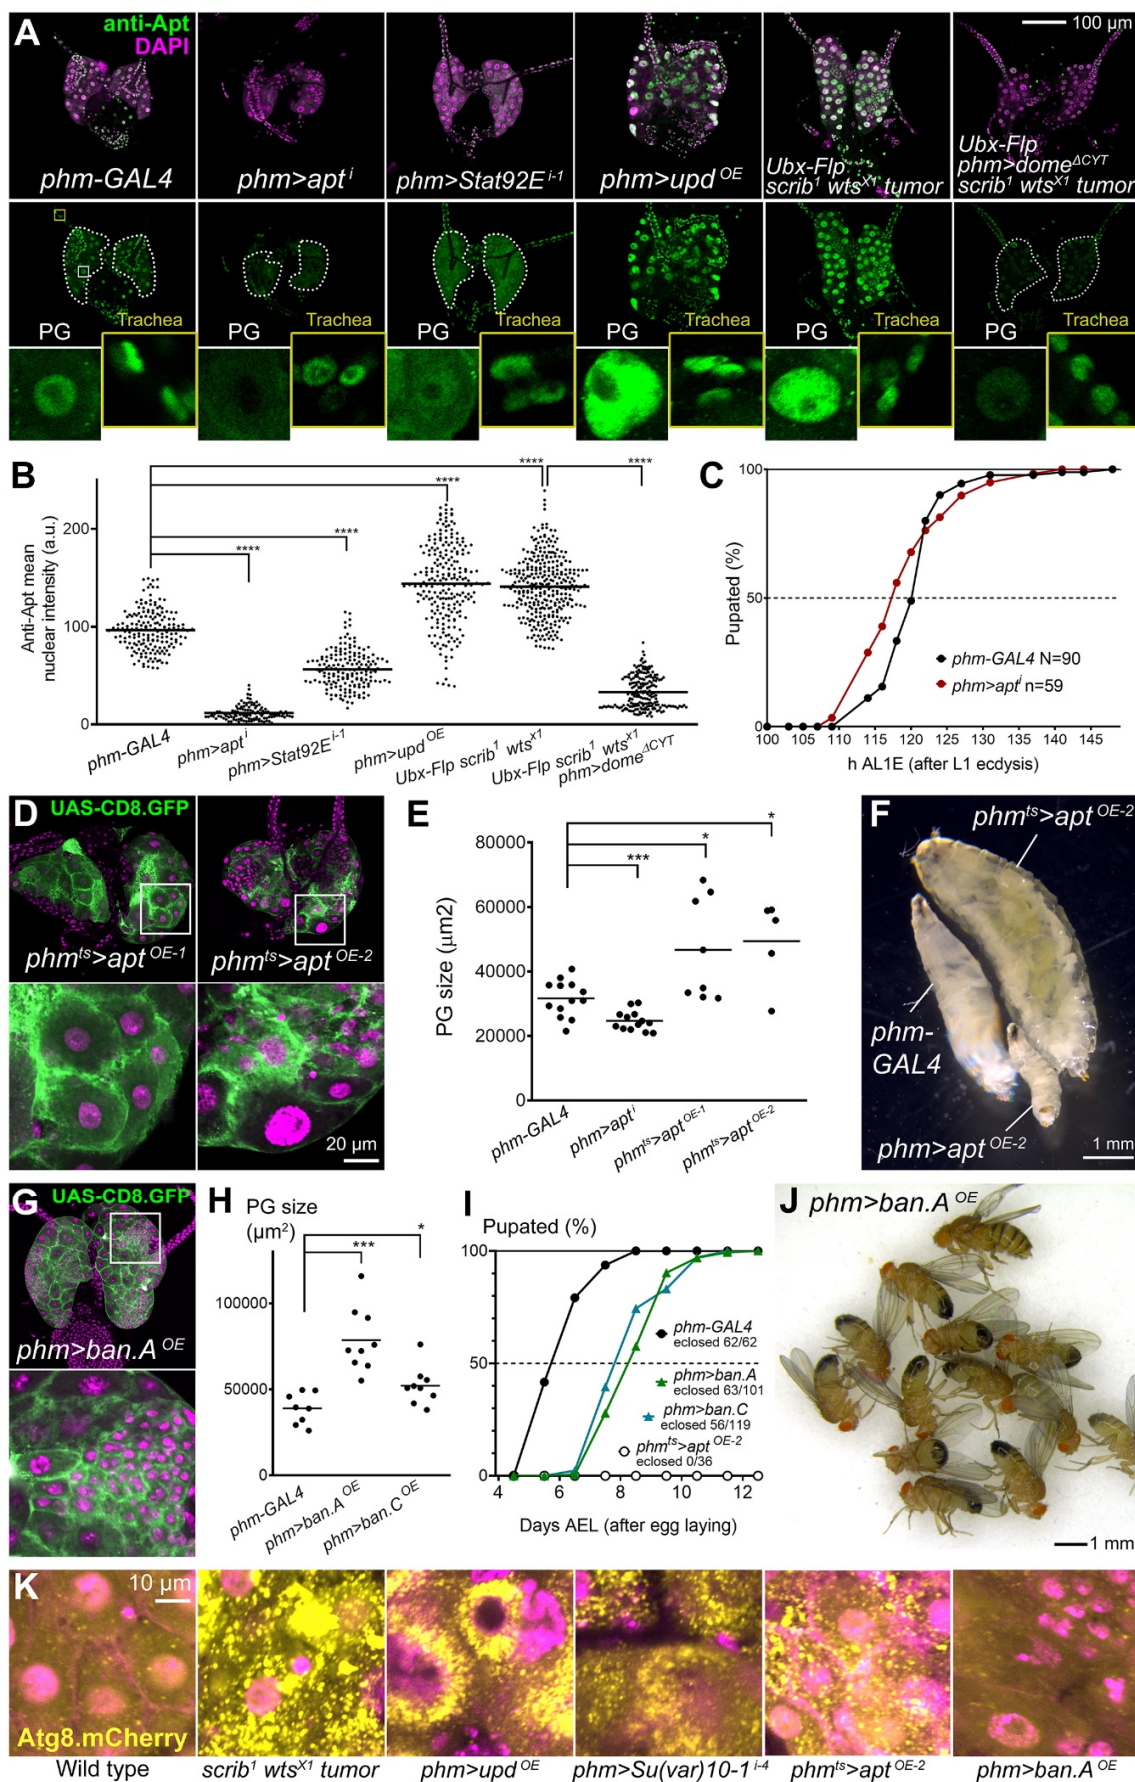 A
anti-Apt
DAPI
100 µm
phm-GAL4
phm>apt^i
phm>Stat92E^i-1
phm>upd^OE
Ubx-Flp
scrib^1 wts^X1 tumor
Ubx-Flp
phm>dome^ΔCYT
scrib^1 wts^X1 tumor
PG
Trachea
PG
Trachea
PG
Trachea
PG
Trachea
PG
Trachea
PG
Trachea
B
Anti-Apt mean
nuclear intensity (a.u.)
200
100
0
****
****
****
****
****
phm-GAL4
phm>apt^i
phm>Stat92E^i-1
phm>upd^OE
Ubx-Flp scrib^1 wts^X1
Ubx-Flp scrib^1 wts^X1
phm>dome^ΔCYT
C
Pupated (%)
100
50
0
phm-GAL4 N=90
phm>apt^i n=59
100 105 110 115 120 125 130 135 140 145
h AL1E (after L1 ecdysis)
D
UAS-CD8.GFP
phm^ts>apt^OE-1
phm^ts>apt^OE-2
20 µm
E
PG size (µm2)
80000
60000
40000
20000
0
*
*
***
phm-GAL4
phm>apt^i
phm^ts>apt^OE-1
phm^ts>apt^OE-2
F
phm^ts>apt^OE-2
phm-
GAL4
phm>apt^OE-2
1 mm
G
UAS-CD8.GFP
phm>ban.A^OE
H
PG size
(µm²)
100000
50000
0
*
***
phm-GAL4
phm>ban.A^OE
phm>ban.C^OE
I
Pupated (%)
100
50
0
phm-GAL4
eclosed 62/62
phm>ban.A
eclosed 63/101
phm>ban.C
eclosed 56/119
phm^ts>apt^OE-2
eclosed 0/36
4 6 8 10 12
Days AEL (after egg laying)
J
phm>ban.A^OE
1 mm
K
10 µm
Atg8.mCherry
Wild type
scrib^1 wts^X1 tumor
phm>upd^OE
phm>Su(var)10-1^i-4
phm^ts>apt^OE-2
phm>ban.A^OE